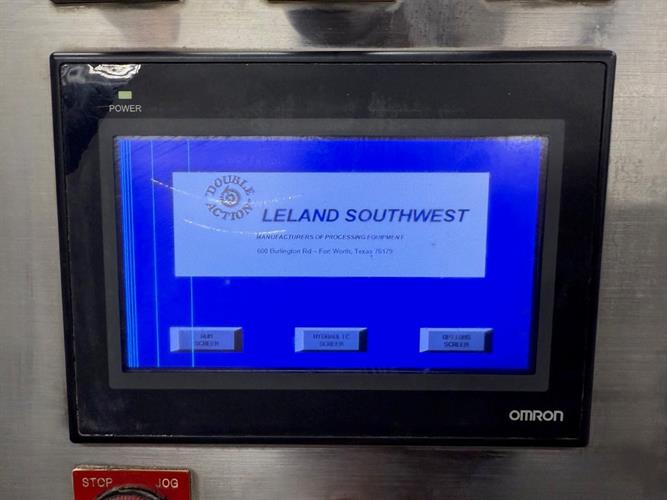 POWER
DOUBLE
ACTION
LELAND SOUTHWEST
MANUFACTURERS OF PROCESSING EQUIPMENT
600 Burlington Rd - Fort Worth, Texas 76179
RUN
SCREEN
HYDRAULIC
SCREEN
OPTIONS
SCREEN
OMRON
STOP JOG